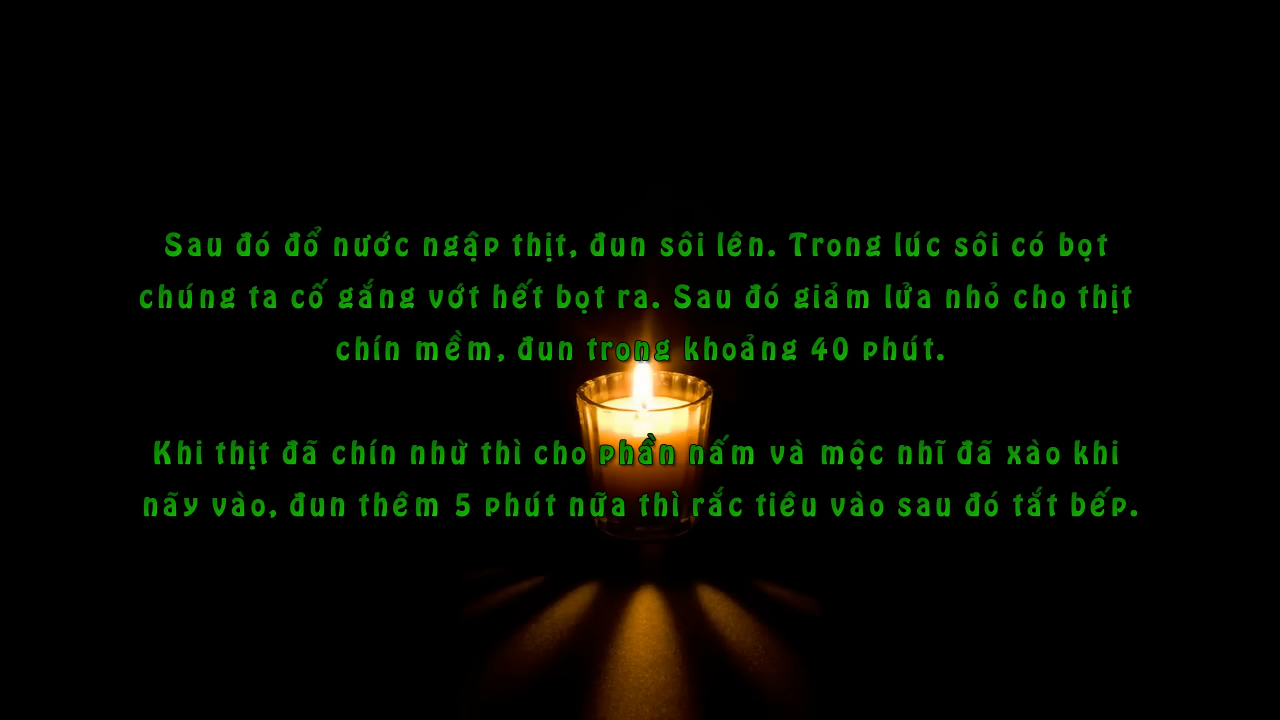 Sau đó đổ nước ngập thịt, đun sôi lên. Trong lúc sôi có bọt
chúng ta cố gắng vớt hết bọt ra. Sau đó giảm lửa nhỏ cho thịt
chín mềm, đun trong khoảng 40 phút.
Khi thịt đã chín nhừ thì cho phần nấm và mộc nhĩ đã xào khi
nãy vào, đun thêm 5 phút nữa thì rắc tiêu vào sau đó tắt bếp.